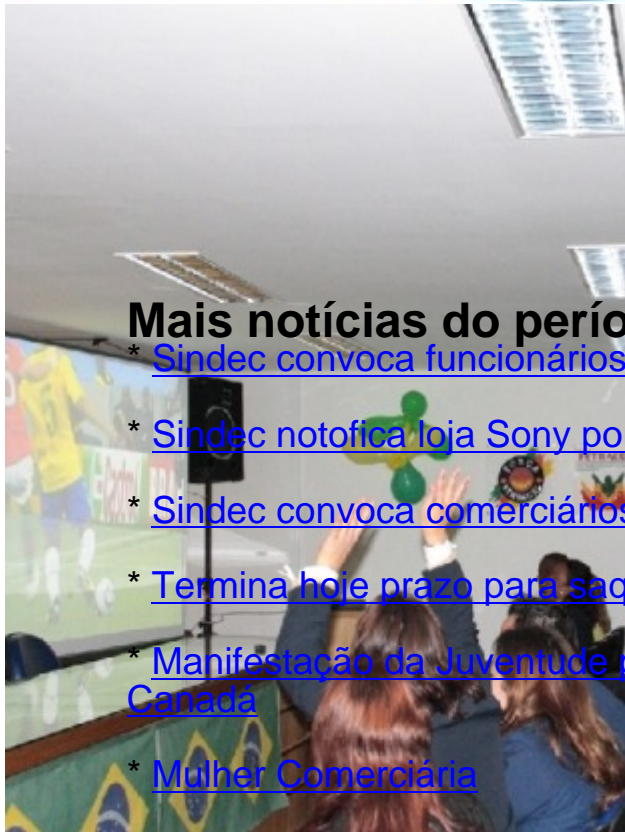 Mais notícias do perío
* Sindec convoca funcionários
* Sindec notofica loja Sony po
* Sindec convoca comerciários
* Termina hoje prazo para saq
* Manifestação da Juventude p
Canadá
* Mulher Comerciária